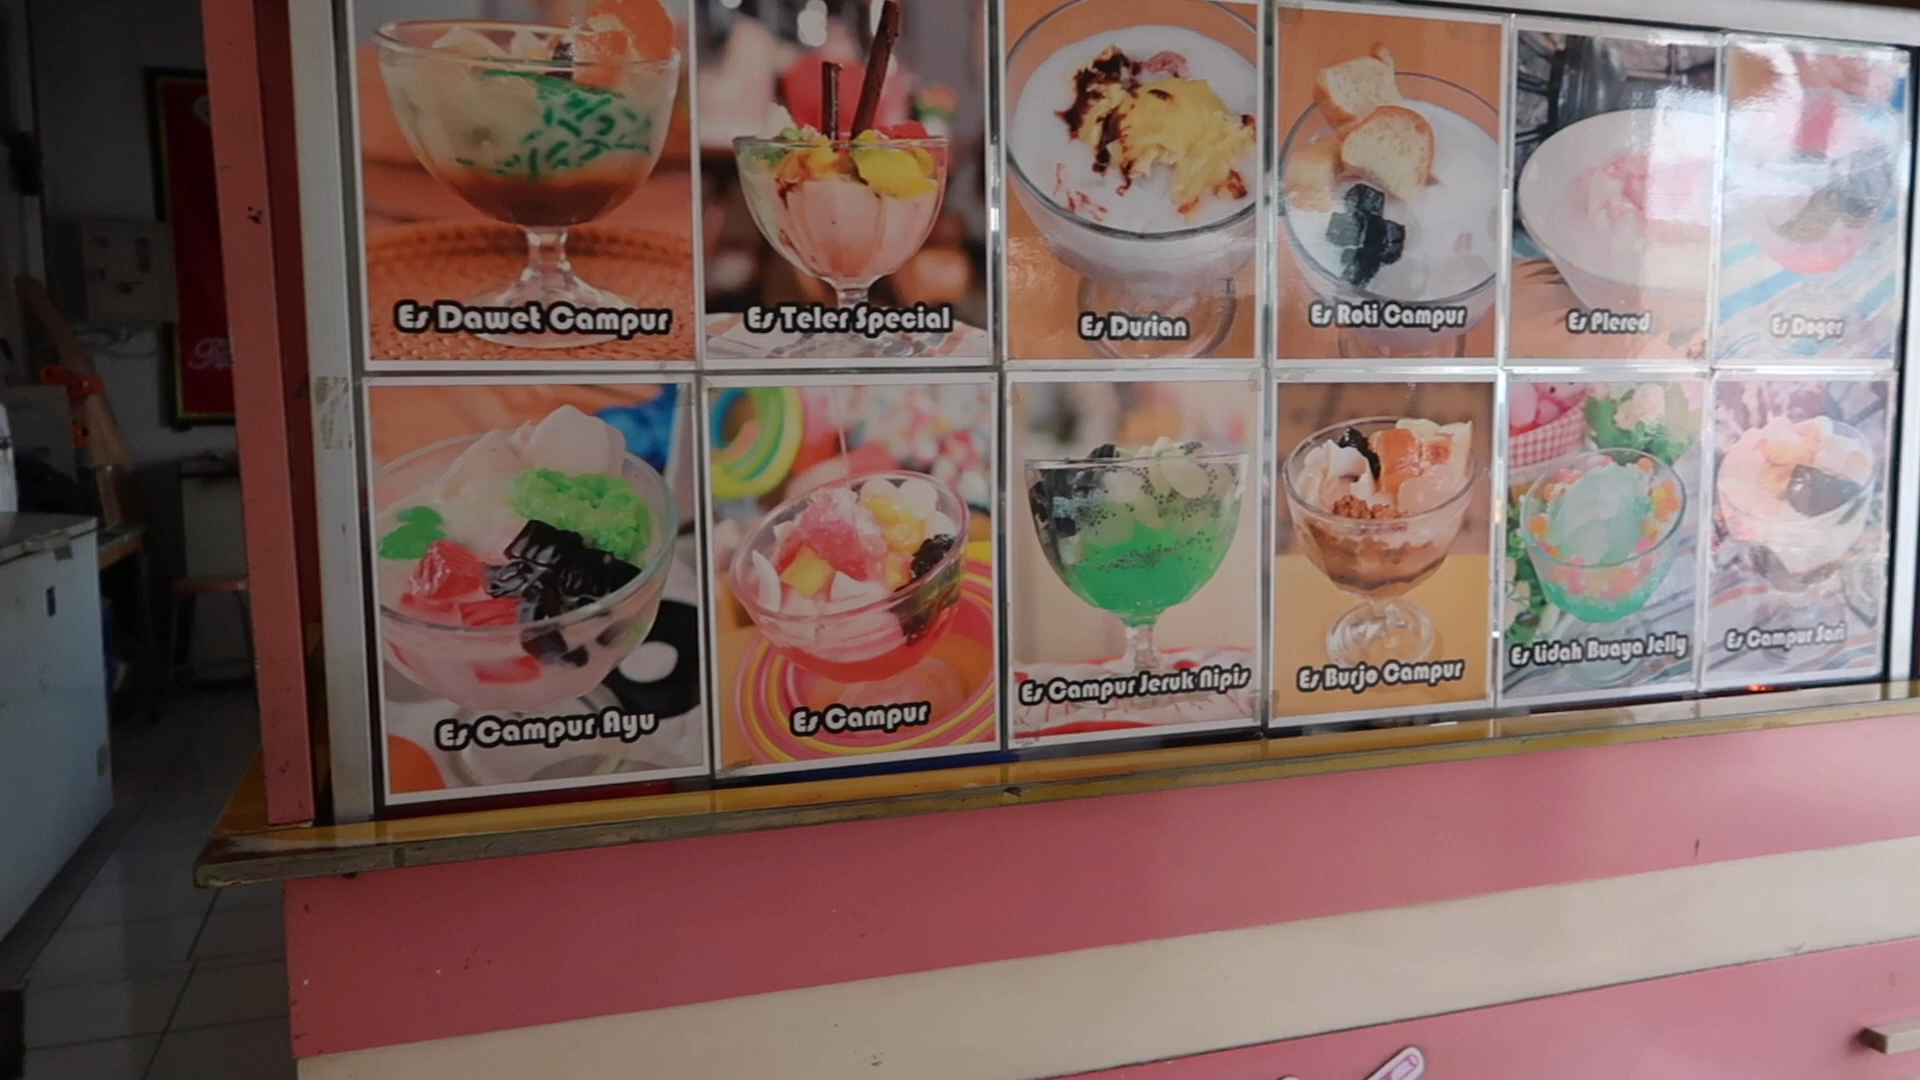 Es Dawet Campur
Es Teler Special
Es Durian
Es Roti Campur
Es Plered
Es Doger
Es Campur Ayu
Es Campur
Es Campur Jeruk Nipis
Es Burjo Campur
Es Lidah Buaya Jelly
Es Campur Sari